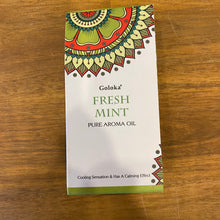 Goloka®
FRESH
MINT
PURE AROMA OIL
Cooling Sensation & Has A Calming Effect